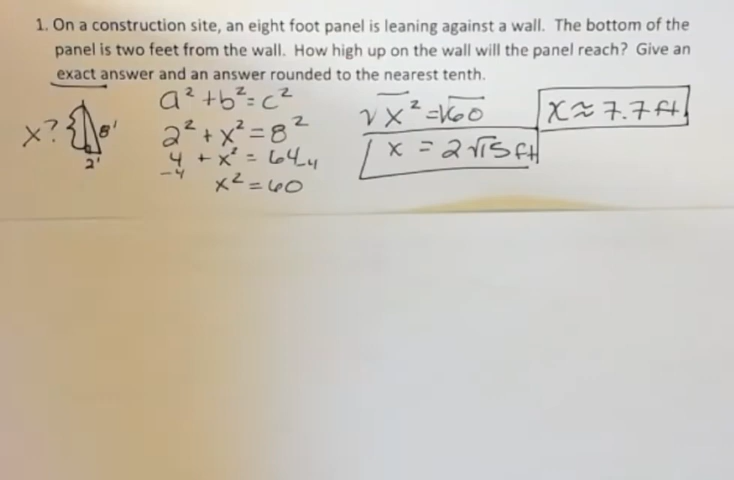 1. On a construction site, an eight foot panel is leaning against a wall. The bottom of the
panel is two feet from the wall. How high up on the wall will the panel reach? Give an
exact answer and an answer rounded to the nearest tenth.
x? 8'
2'
a² + b² = c²
2² + x² = 8²
4 + x² = 64
-4 -4
x² = 60
√x² = √60
x = 2√15 ft
x ≈ 7.7 ft